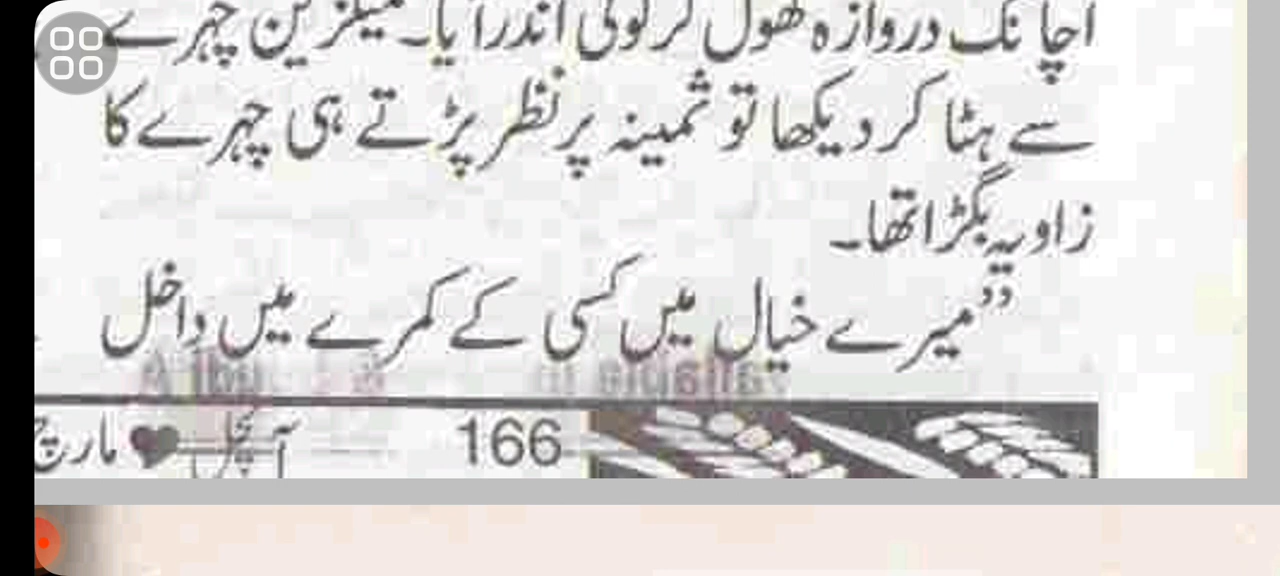 اچانک دروازہ کھول کر کوئی اندر آیا۔ میگزین چہرے
سے ہٹا کر دیکھا تو ثمینہ پر نظر پڑتے ہی چہرے کا
زاویہ بگڑا تھا۔
”میرے خیال میں کسی کے کمرے میں داخل
166 آنچل ♥ مارچ